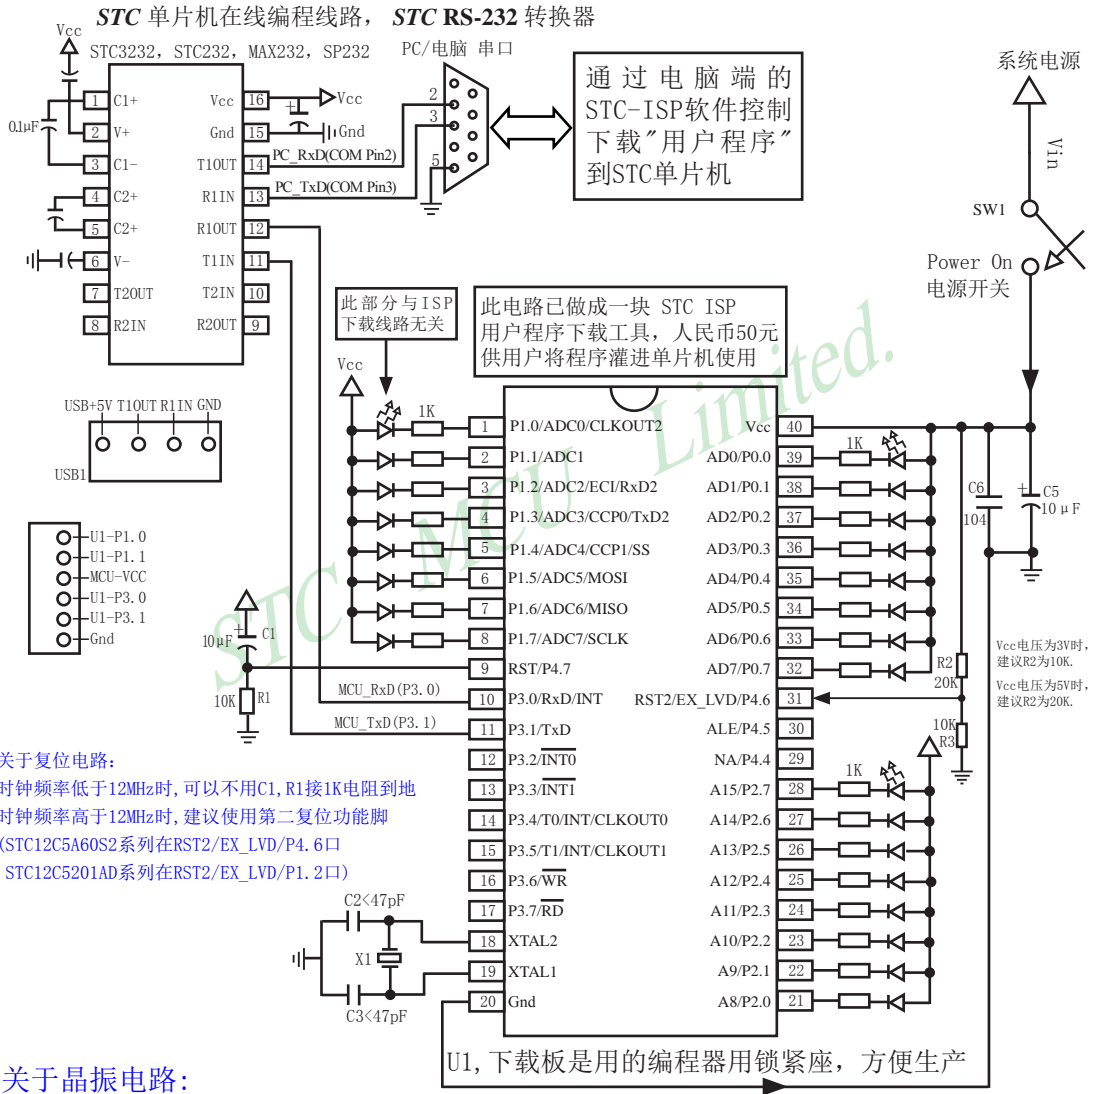 STC 单片机在线编程线路， STC RS-232 转换器
Vcc
STC3232, STC232, MAX232, SP232
PC/电脑 串口
系统电源
Vin
SW1
Power On
电源开关
通过电脑端的
STC-ISP软件控制
下载"用户程序"
到STC单片机
0.1μF
1 C1+
2 V+
3 C1-
4 C2+
5 C2+
6 V-
7 T2OUT
8 R2IN
Vcc 16
Gnd 15
T1OUT 14
R1IN 13
R1OUT 12
T1IN 11
T2IN 10
R2OUT 9
+
Vcc
Gnd
PC_RxD(COM Pin2)
PC_TxD(COM Pin3)
2
3
5
此部分与ISP
下载线路无关
此电路已做成一块 STC ISP
用户程序下载工具，人民币50元
供用户将程序灌进单片机使用
Vcc
1K
USB+5V T1OUT R1IN GND
USB1
U1-P1.0
U1-P1.1
MCU-VCC
U1-P3.0
U1-P3.1
Gnd
10μF
+
C1
10K
R1
MCU_RxD(P3.0)
MCU_TxD(P3.1)
1 P1.0/ADC0/CLKOUT2
2 P1.1/ADC1
3 P1.2/ADC2/ECI/RxD2
4 P1.3/ADC3/CCP0/TxD2
5 P1.4/ADC4/CCP1/SS
6 P1.5/ADC5/MOSI
7 P1.6/ADC6/MISO
8 P1.7/ADC7/SCLK
9 RST/P4.7
10 P3.0/RxD/INT
11 P3.1/TxD
12 P3.2/INT0
13 P3.3/INT1
14 P3.4/T0/INT/CLKOUT0
15 P3.5/T1/INT/CLKOUT1
16 P3.6/WR
17 P3.7/RD
18 XTAL2
19 XTAL1
20 Gnd
Vcc 40
AD0/P0.0 39
AD1/P0.1 38
AD2/P0.2 37
AD3/P0.3 36
AD4/P0.4 35
AD5/P0.5 34
AD6/P0.6 33
AD7/P0.7 32
RST2/EX_LVD/P4.6 31
ALE/P4.5 30
NA/P4.4 29
A15/P2.7 28
A14/P2.6 27
A13/P2.5 26
A12/P2.4 25
A11/P2.3 24
A10/P2.2 23
A9/P2.1 22
A8/P2.0 21
1K
1K
C6
104
+
C5
10μF
R2
20K
10K
R3
Vcc电压为3V时,
建议R2为10K.
Vcc电压为5V时,
建议R2为20K.
关于复位电路:
时钟频率低于12MHz时,可以不用C1,R1接1K电阻到地
时钟频率高于12MHz时,建议使用第二复位功能脚
(STC12C5A60S2系列在RST2/EX_LVD/P4.6口
STC12C5201AD系列在RST2/EX_LVD/P1.2口)
C2<47pF
X1
C3<47pF
U1,下载板是用的编程器用锁紧座，方便生产
关于晶振电路:
STC MCU Limited.